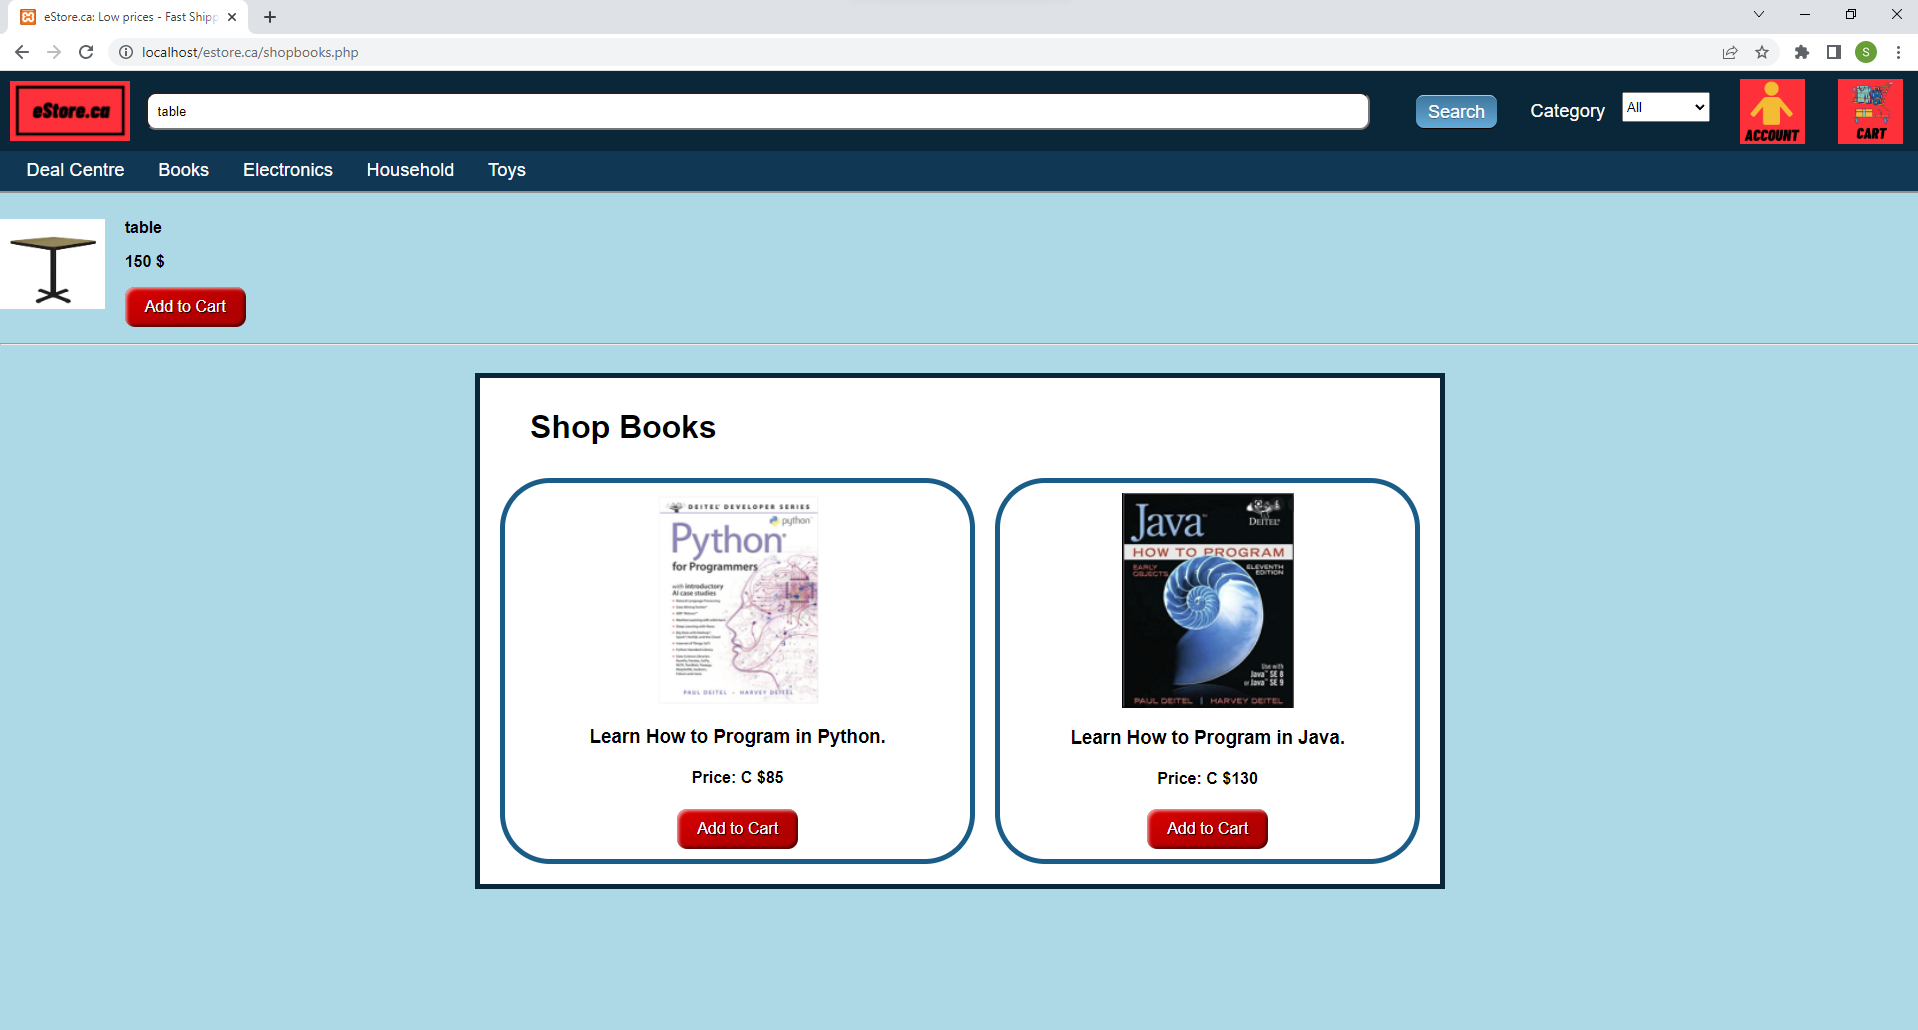 eStore.ca: Low prices - Fast Shipp
localhost/estore.ca/shopbooks.php
S
eStore.ca
table
Search
Category
All
ACCOUNT
CART
Deal Centre
Books
Electronics
Household
Toys
table
150 $
Add to Cart
Shop Books
DEITEL DEVELOPER SERIES
python
Python
for Programmers
with introductory
AI case studies
PAUL DEITEL • HARVEY DEITEL
Learn How to Program in Python.
Price: C $85
Add to Cart
Java™
DEITEL
HOW TO PROGRAM
EARLY
OBJECTS
ELEVENTH
EDITION
Use with
Java™ SE 8
or Java™ SE 9
PAUL DEITEL | HARVEY DEITEL
Learn How to Program in Java.
Price: C $130
Add to Cart